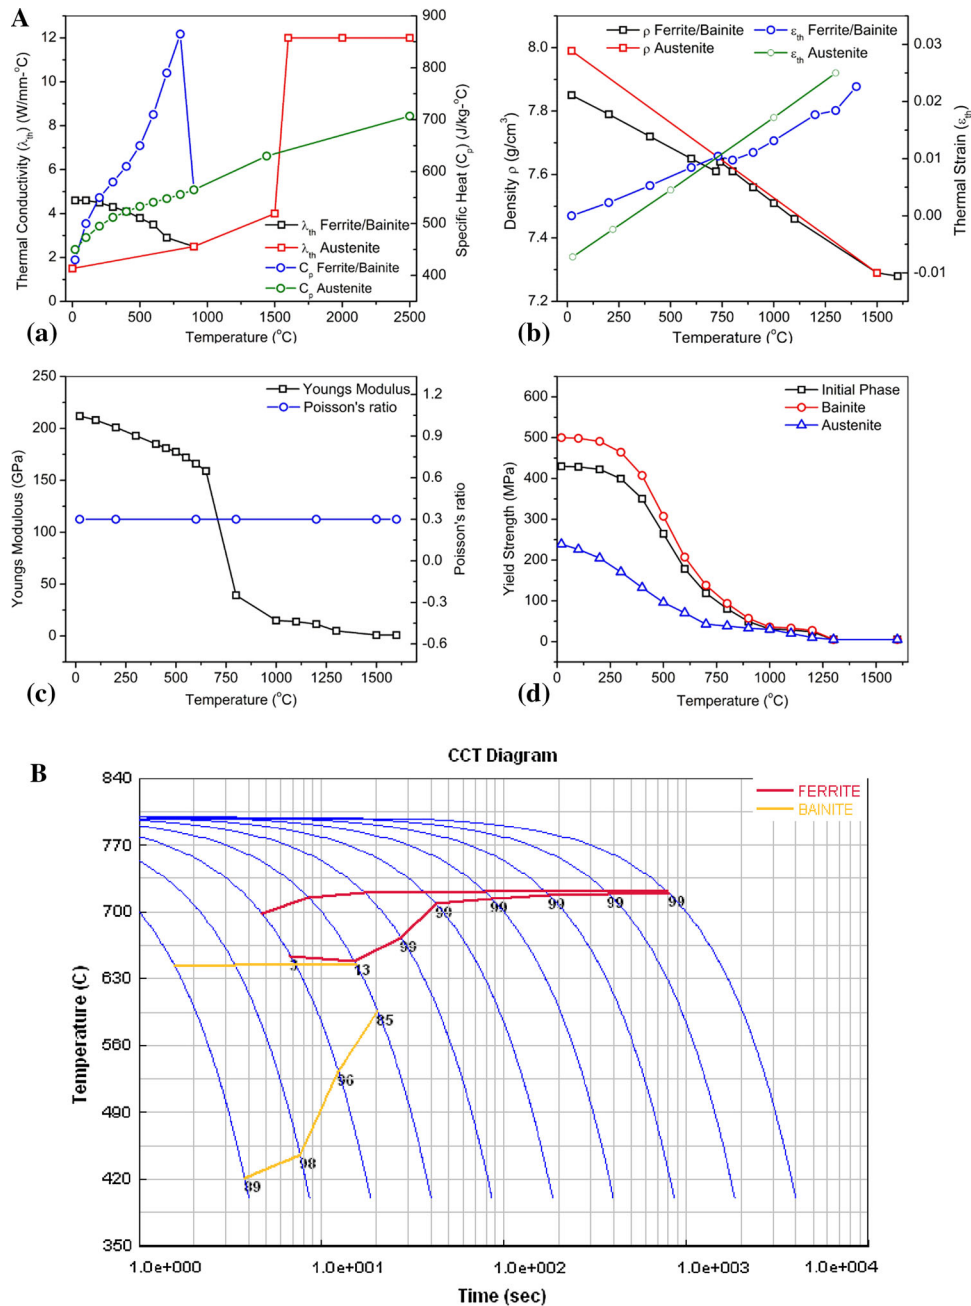 A
Thermal Conductivity (λth) (W/mm-°C)
12
10
8
6
4
2
0
900
800
700
600
500
400
Specific Heat (Cp) (J/kg-°C)
λth Ferrite/Bainite
λth Austenite
Cp Ferrite/Bainite
Cp Austenite
0 500 1000 1500 2000 2500
Temperature (°C)
(a)
Density ρ (g/cm3)
8.0
7.8
7.6
7.4
7.2
ρ Ferrite/Bainite
ρ Austenite
εth Ferrite/Bainite
εth Austenite
0.03
0.02
0.01
0.00
-0.01
Thermal Strain (εth)
0 250 500 750 1000 1250 1500
Temperature (°C)
(b)
Youngs Modulous (GPa)
250
200
150
100
50
0
Youngs Modulus
Poisson's ratio
1.2
0.9
0.6
0.3
0.0
-0.3
-0.6
Poisson's ratio
0 250 500 750 1000 1250 1500
Temperature (°C)
(c)
Yield Strength (MPa)
600
500
400
300
200
100
0
Initial Phase
Bainite
Austenite
0 250 500 750 1000 1250 1500
Temperature (°C)
(d)
B
CCT Diagram
FERRITE
BAINITE
Temperature (C)
840
770
700
630
560
490
420
350
99 99 99 99 99
99
3 13
85
96
98
89
1.0e+000 1.0e+001 1.0e+002 1.0e+003 1.0e+004
Time (sec)